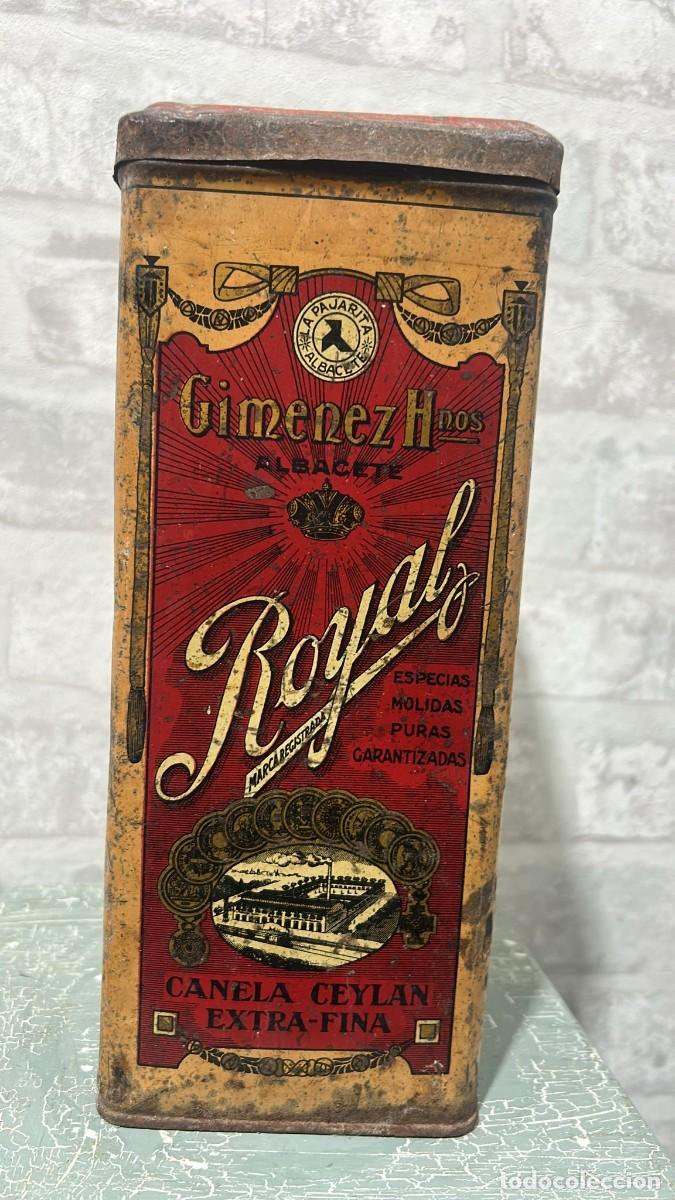 LA PAJARITA
ALBACETE
Gimenez Hnos
ALBACETE
Royal
MARCA REGISTRADA
ESPECIAS
MOLIDAS
PURAS
GARANTIZADAS
CANELA CEYLAN
EXTRA-FINA
todocoleccion